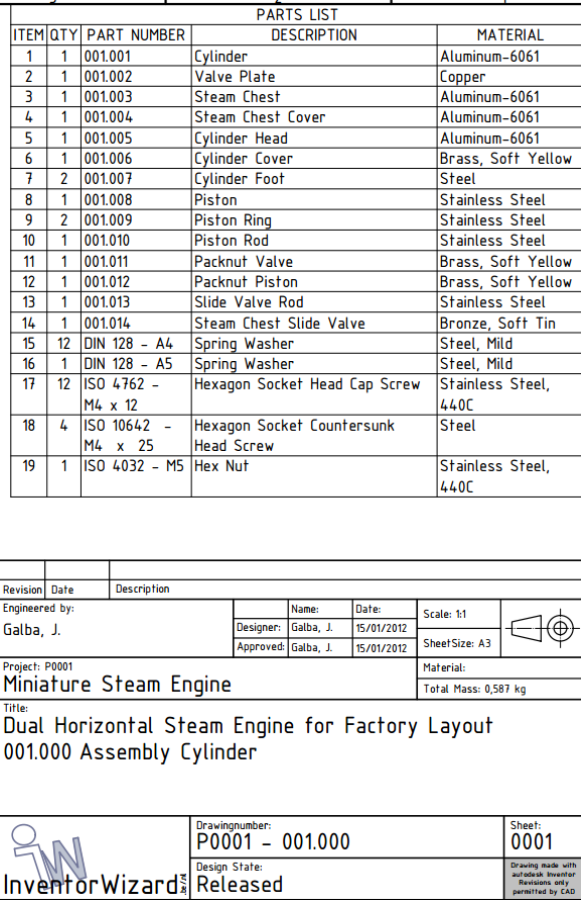 PARTS LIST
ITEM QTY PART NUMBER DESCRIPTION MATERIAL
1 1 001.001 Cylinder Aluminum-6061
2 1 001.002 Valve Plate Copper
3 1 001.003 Steam Chest Aluminum-6061
4 1 001.004 Steam Chest Cover Aluminum-6061
5 1 001.005 Cylinder Head Aluminum-6061
6 1 001.006 Cylinder Cover Brass, Soft Yellow
7 2 001.007 Cylinder Foot Steel
8 1 001.008 Piston Stainless Steel
9 2 001.009 Piston Ring Stainless Steel
10 1 001.010 Piston Rod Stainless Steel
11 1 001.011 Packnut Valve Brass, Soft Yellow
12 1 001.012 Packnut Piston Brass, Soft Yellow
13 1 001.013 Slide Valve Rod Stainless Steel
14 1 001.014 Steam Chest Slide Valve Bronze, Soft Tin
15 12 DIN 128 - A4 Spring Washer Steel, Mild
16 1 DIN 128 - A5 Spring Washer Steel, Mild
17 12 ISO 4762 - Hexagon Socket Head Cap Screw Stainless Steel,
M4 x 12 440C
18 4 ISO 10642 - Hexagon Socket Countersunk Steel
M4 x 25 Head Screw
19 1 ISO 4032 - M5 Hex Nut Stainless Steel,
440C
Revision Date Description
Engineered by:
Galba, J.
Name: Date:
Designer: Galba, J. 15/01/2012
Approved: Galba, J. 15/01/2012
Scale: 1:1
SheetSize: A3
Project: P0001
Miniature Steam Engine
Material:
Total Mass: 0,587 kg
Title:
Dual Horizontal Steam Engine for Factory Layout
001.000 Assembly Cylinder
iW
InventorWizard .be/nl
Drawingnumber:
P0001 - 001.000
Sheet:
0001
Design State:
Released
Drawing made with
autodesk Inventor
Revisions only
permitted by CAD